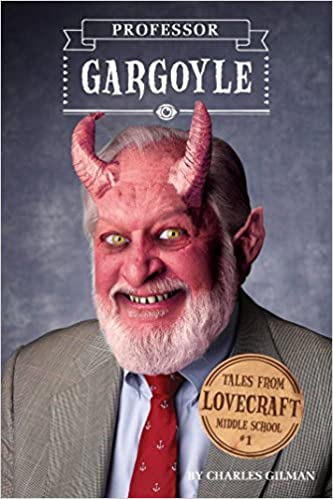 PROFESSOR
GARGOYLE
TALES FROM
LOVECRAFT
MIDDLE SCHOOL
#1
BY CHARLES GILMAN